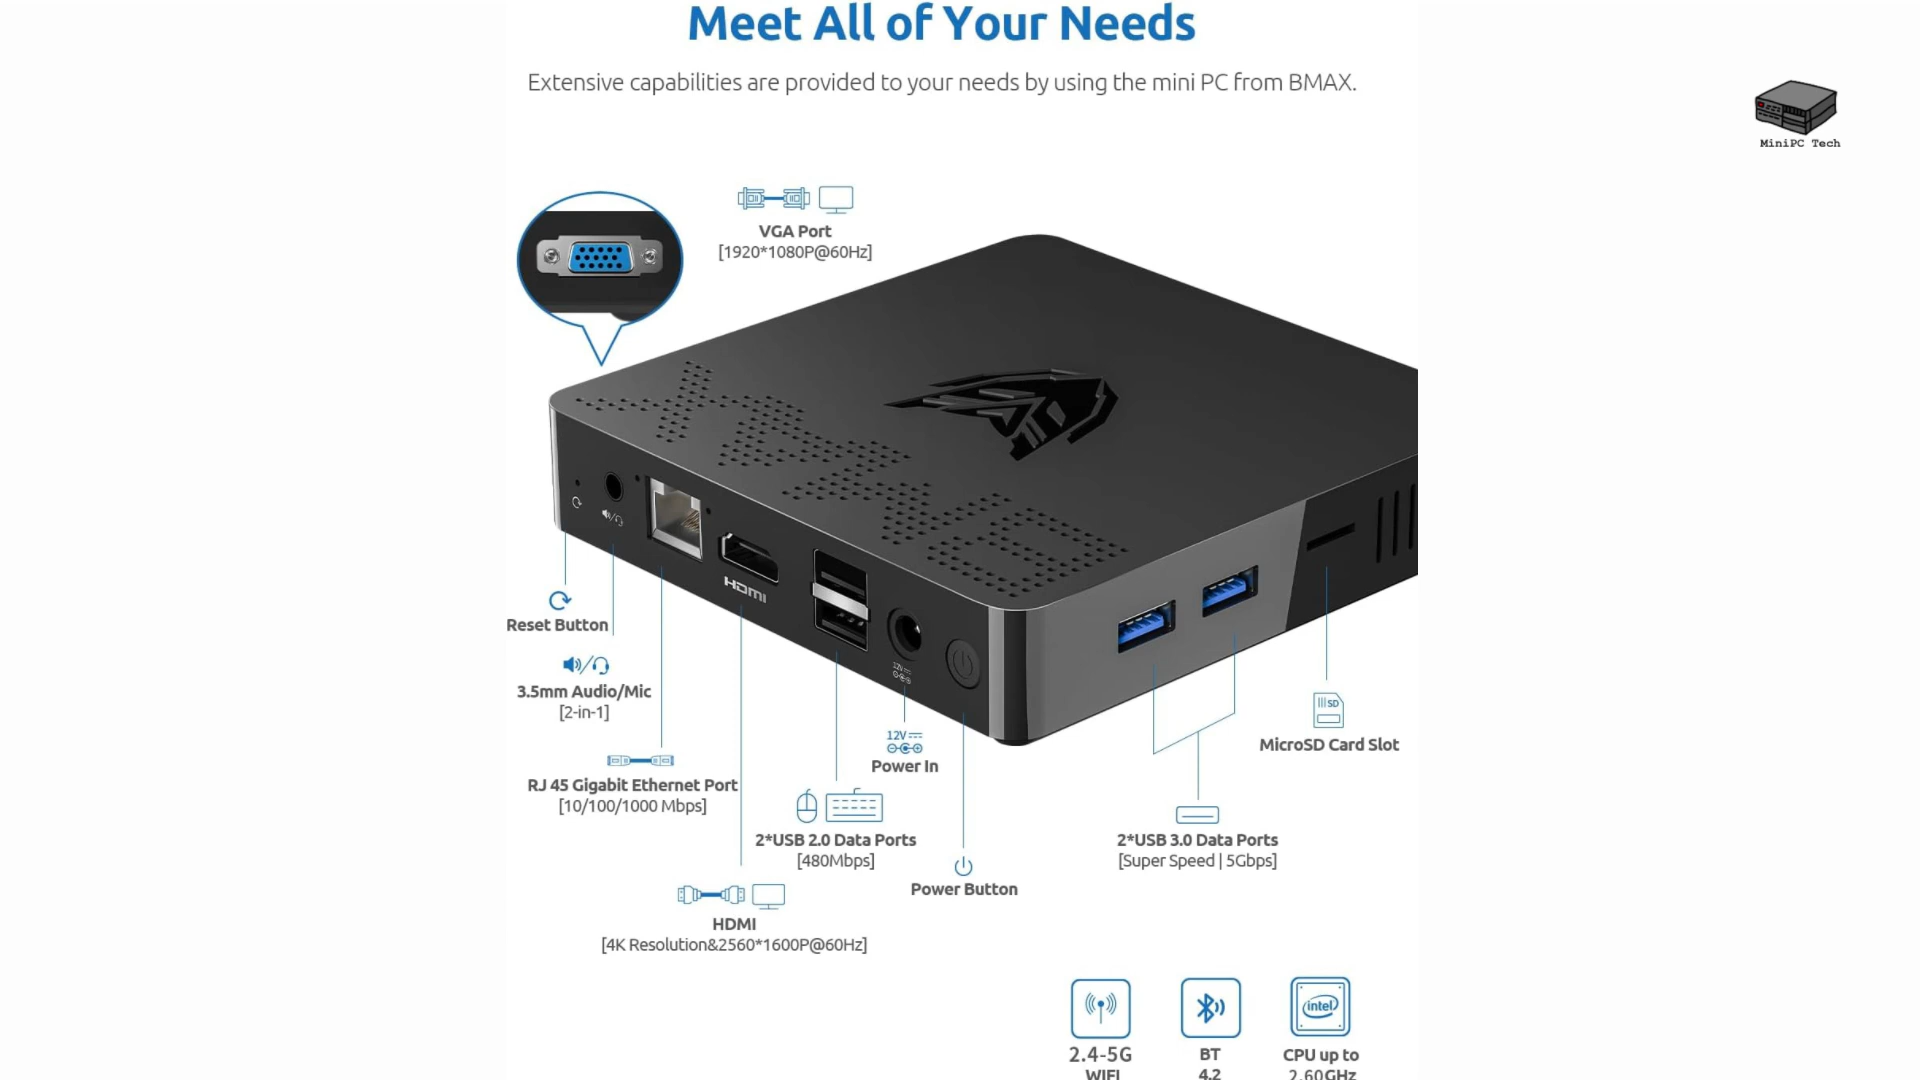 Meet All of Your Needs
Extensive capabilities are provided to your needs by using the mini PC from BMAX.
MiniPC Tech
VGA Port
[1920*1080P@60Hz]
HDMI
12V
Reset Button
3.5mm Audio/Mic
[2-in-1]
RJ 45 Gigabit Ethernet Port
[10/100/1000 Mbps]
12V
Power In
2*USB 2.0 Data Ports
[480Mbps]
Power Button
HDMI
[4K Resolution&2560*1600P@60Hz]
SD
MicroSD Card Slot
2*USB 3.0 Data Ports
[Super Speed | 5Gbps]
intel
2.4-5G
WIFI
BT
4.2
CPU up to
2.60GHz